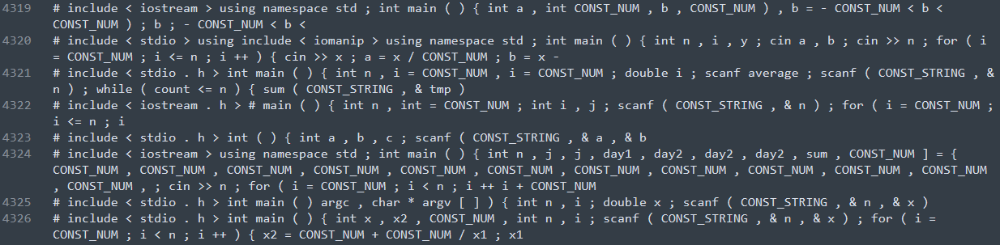 4319 # include < iostream > using namespace std ; int main ( ) { int a , int CONST_NUM , b , CONST_NUM ) , b = - CONST_NUM < b <
CONST_NUM ) ; b ; - CONST_NUM < b <
4320 # include < stdio > using include < iomanip > using namespace std ; int main ( ) { int n , i , y ; cin a , b ; cin >> n ; for ( i
= CONST_NUM ; i <= n ; i ++ ) { cin >> x ; a = x / CONST_NUM ; b = x -
4321 # include < stdio . h > int main ( ) { int n , i = CONST_NUM , i = CONST_NUM ; double i ; scanf average ; scanf ( CONST_STRING , &
n ) ; while ( count <= n ) { sum ( CONST_STRING , & tmp )
4322 # include < iostream . h > # main ( ) { int n , int = CONST_NUM ; int i , j ; scanf ( CONST_STRING , & n ) ; for ( i = CONST_NUM ;
i <= n ; i
4323 # include < stdio . h > int ( ) { int a , b , c ; scanf ( CONST_STRING , & a , & b
4324 # include < iostream > using namespace std ; int main ( ) { int n , j , j , day1 , day2 , day2 , day2 , sum , CONST_NUM ] = {
CONST_NUM , CONST_NUM , CONST_NUM , CONST_NUM , CONST_NUM , CONST_NUM , CONST_NUM , CONST_NUM , CONST_NUM , CONST_NUM , CONST_NUM
, CONST_NUM , ; cin >> n ; for ( i = CONST_NUM ; i < n ; i ++ i + CONST_NUM
4325 # include < stdio . h > int main ( ) argc , char * argv [ ] ) { int n , i ; double x ; scanf ( CONST_STRING , & n , & x )
4326 # include < stdio . h > int main ( ) { int x , x2 , CONST_NUM , int n , i ; scanf ( CONST_STRING , & n , & x ) ; for ( i =
CONST_NUM ; i < n ; i ++ ) { x2 = CONST_NUM + CONST_NUM / x1 ; x1